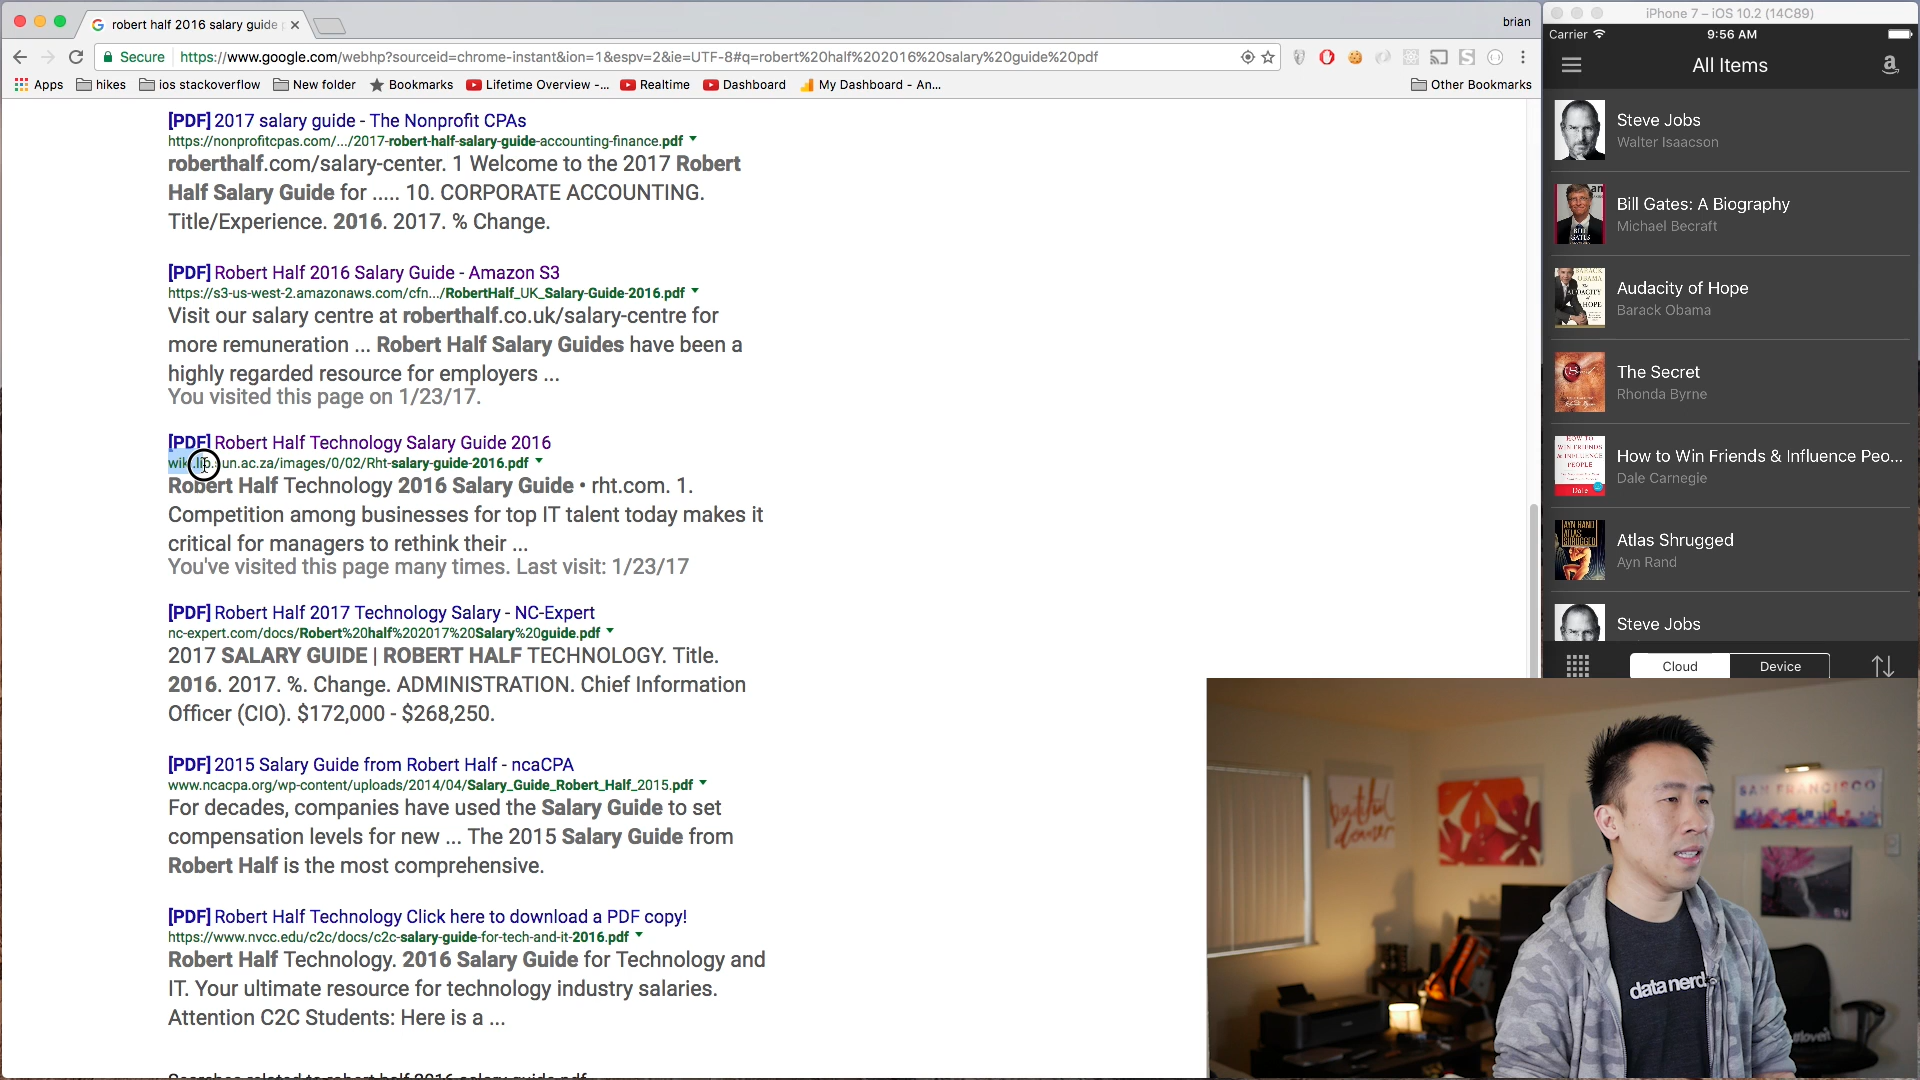 robert half 2016 salary guide
brian
Secure
https://www.google.com/webhp?sourceid=chrome-instant&ion=1&espv=2&ie=UTF-8#q=robert%20half%202016%20salary%20guide%20pdf
Apps
hikes
ios stackoverflow
New folder
Bookmarks
Lifetime Overview -...
Realtime
Dashboard
My Dashboard - An...
Other Bookmarks
[PDF] 2017 salary guide - The Nonprofit CPAs
https://nonprofitcpas.com/.../2017-robert-half-salary-guide-accounting-finance.pdf
roberthalf.com/salary-center. 1 Welcome to the 2017 Robert
Half Salary Guide for ..... 10. CORPORATE ACCOUNTING.
Title/Experience. 2016. 2017. % Change.
[PDF] Robert Half 2016 Salary Guide - Amazon S3
https://s3-us-west-2.amazonaws.com/cfn.../RobertHalf_UK_Salary-Guide-2016.pdf
Visit our salary centre at roberthalf.co.uk/salary-centre for
more remuneration ... Robert Half Salary Guides have been a
highly regarded resource for employers ...
You visited this page on 1/23/17.
[PDF] Robert Half Technology Salary Guide 2016
wiki.lib.sun.ac.za/images/0/02/Rht-salary-guide-2016.pdf
Robert Half Technology 2016 Salary Guide • rht.com. 1.
Competition among businesses for top IT talent today makes it
critical for managers to rethink their ...
You've visited this page many times. Last visit: 1/23/17
[PDF] Robert Half 2017 Technology Salary - NC-Expert
nc-expert.com/docs/Robert%20half%202017%20Salary%20guide.pdf
2017 SALARY GUIDE | ROBERT HALF TECHNOLOGY. Title.
2016. 2017. %. Change. ADMINISTRATION. Chief Information
Officer (CIO). $172,000 - $268,250.
[PDF] 2015 Salary Guide from Robert Half - ncaCPA
www.ncacpa.org/wp-content/uploads/2014/04/Salary_Guide_Robert_Half_2015.pdf
For decades, companies have used the Salary Guide to set
compensation levels for new ... The 2015 Salary Guide from
Robert Half is the most comprehensive.
[PDF] Robert Half Technology Click here to download a PDF copy!
https://www.nvcc.edu/c2c/docs/c2c-salary-guide-for-tech-and-it-2016.pdf
Robert Half Technology. 2016 Salary Guide for Technology and
IT. Your ultimate resource for technology industry salaries.
Attention C2C Students: Here is a ...
Searches related to robert half 2016 salary guide pdf
iPhone 7 – iOS 10.2 (14C89)
Carrier
9:56 AM
All Items
Steve Jobs
Walter Isaacson
Bill Gates: A Biography
Michael Becraft
Audacity of Hope
Barack Obama
The Secret
Rhonda Byrne
How to Win Friends & Influence Peo...
Dale Carnegie
Atlas Shrugged
Ayn Rand
Steve Jobs
Cloud
Device
beautiful
SAN FRANCISCO
data nerd